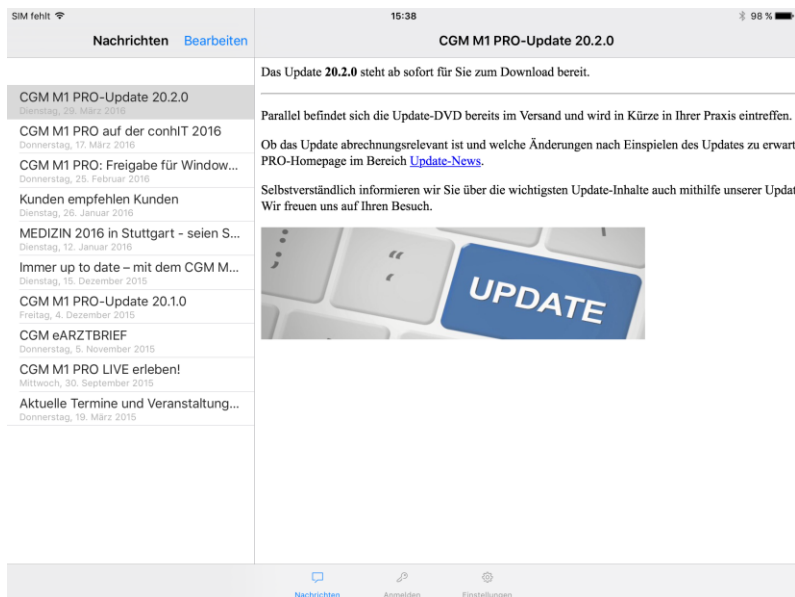 SIM fehlt
15:38
98 %
Nachrichten
Bearbeiten
CGM M1 PRO-Update 20.2.0
CGM M1 PRO-Update 20.2.0
Dienstag, 29. März 2016
CGM M1 PRO auf der conhIT 2016
Donnerstag, 17. März 2016
CGM M1 PRO: Freigabe für Window...
Donnerstag, 25. Februar 2016
Kunden empfehlen Kunden
Dienstag, 26. Januar 2016
MEDIZIN 2016 in Stuttgart - seien S...
Dienstag, 12. Januar 2016
Immer up to date – mit dem CGM M...
Dienstag, 15. Dezember 2015
CGM M1 PRO-Update 20.1.0
Freitag, 4. Dezember 2015
CGM eARZTBRIEF
Donnerstag, 5. November 2015
CGM M1 PRO LIVE erleben!
Mittwoch, 30. September 2015
Aktuelle Termine und Veranstaltung...
Donnerstag, 19. März 2015
Das Update 20.2.0 steht ab sofort für Sie zum Download bereit.
Parallel befindet sich die Update-DVD bereits im Versand und wird in Kürze in Ihrer Praxis eintreffen.
Ob das Update abrechnungsrelevant ist und welche Änderungen nach Einspielen des Updates zu erwart
PRO-Homepage im Bereich Update-News.
Selbstverständlich informieren wir Sie über die wichtigsten Update-Inhalte auch mithilfe unserer Updat
Wir freuen uns auf Ihren Besuch.
UPDATE
Nachrichten
Anmelden
Einstellungen